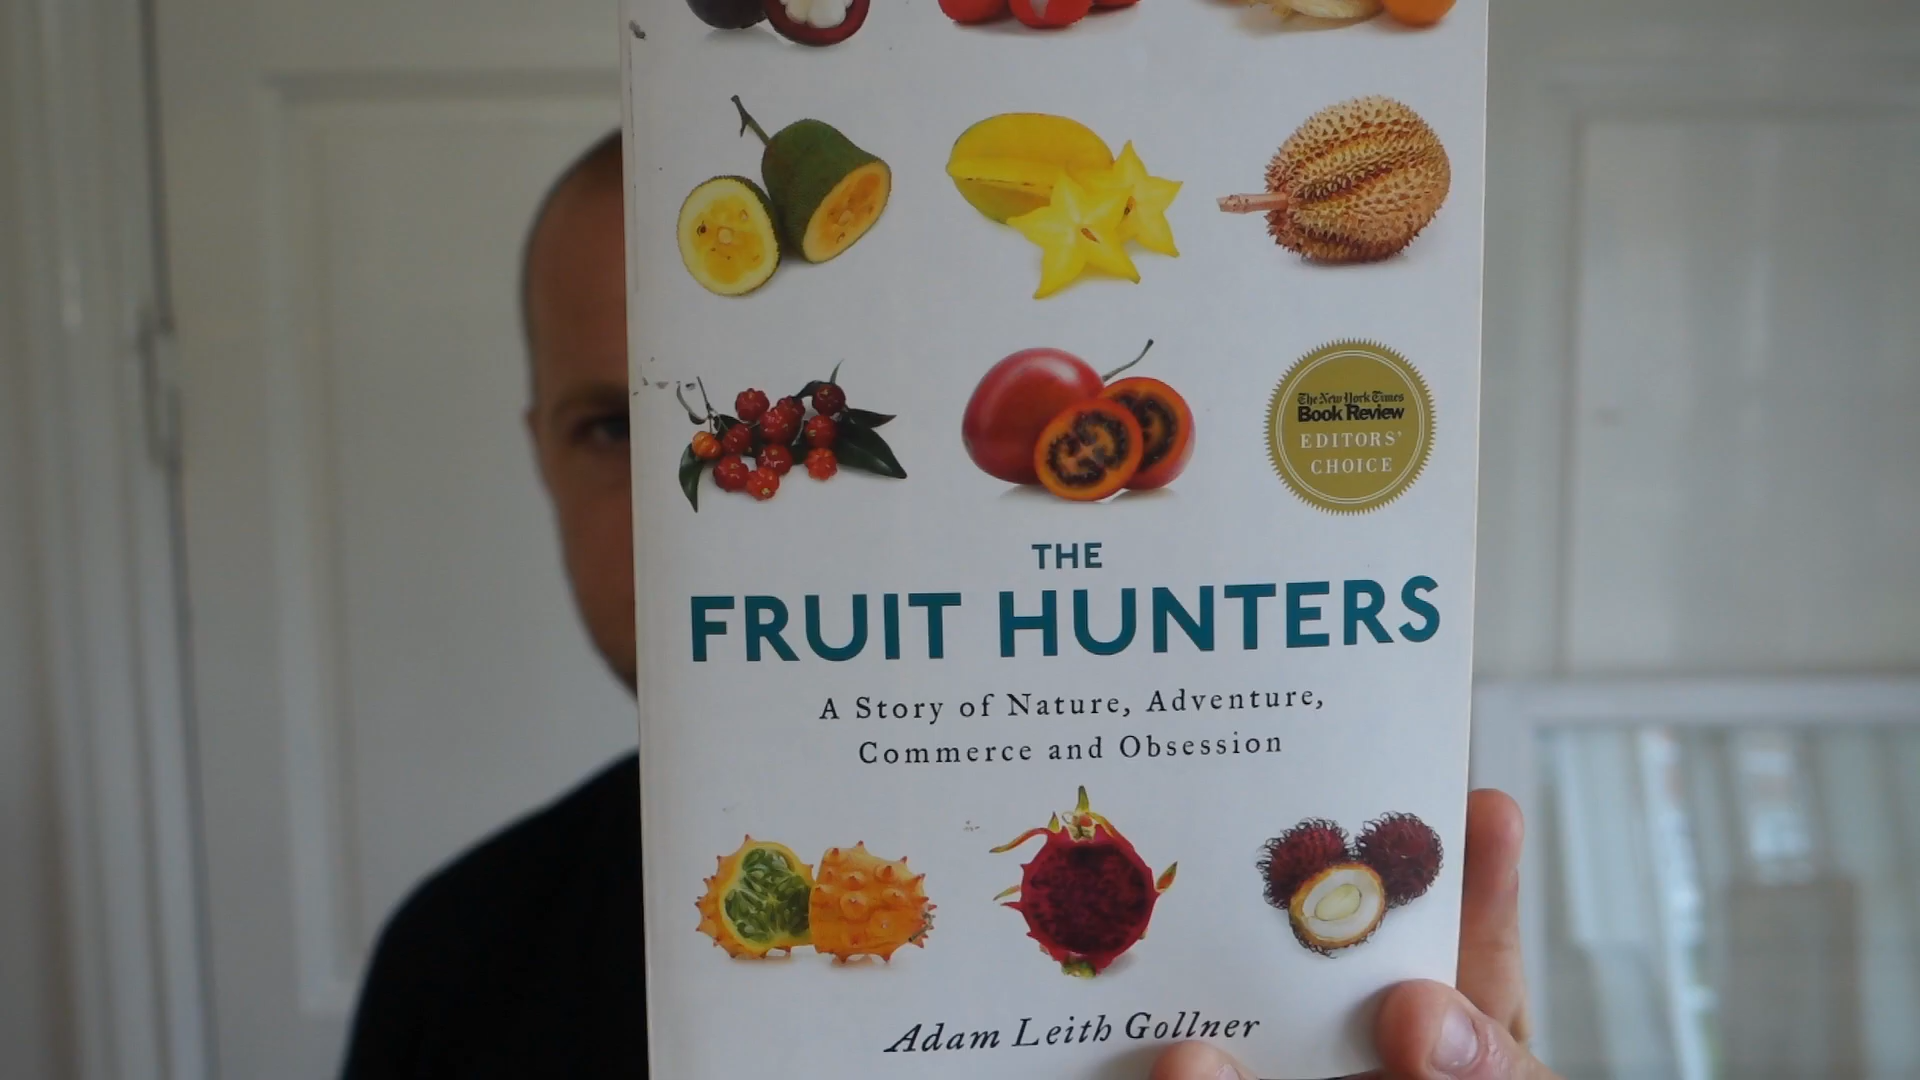 The New York Times
Book Review
EDITORS'
CHOICE
THE
FRUIT HUNTERS
A Story of Nature, Adventure,
Commerce and Obsession
Adam Leith Gollner